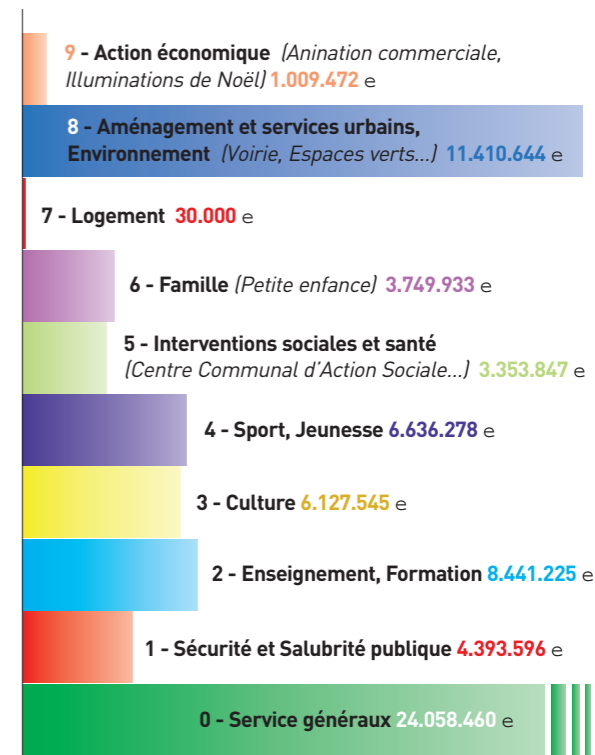 9 - Action économique (Anination commerciale,
Illuminations de Noël) 1.009.472 e
8 - Aménagement et services urbains,
Environnement (Voirie, Espaces verts...) 11.410.644 e
7 - Logement 30.000 e
6 - Famille (Petite enfance) 3.749.933 e
5 - Interventions sociales et santé
(Centre Communal d'Action Sociale...) 3.353.847 e
4 - Sport, Jeunesse 6.636.278 e
3 - Culture 6.127.545 e
2 - Enseignement, Formation 8.441.225 e
1 - Sécurité et Salubrité publique 4.393.596 e
0 - Service généraux 24.058.460 e